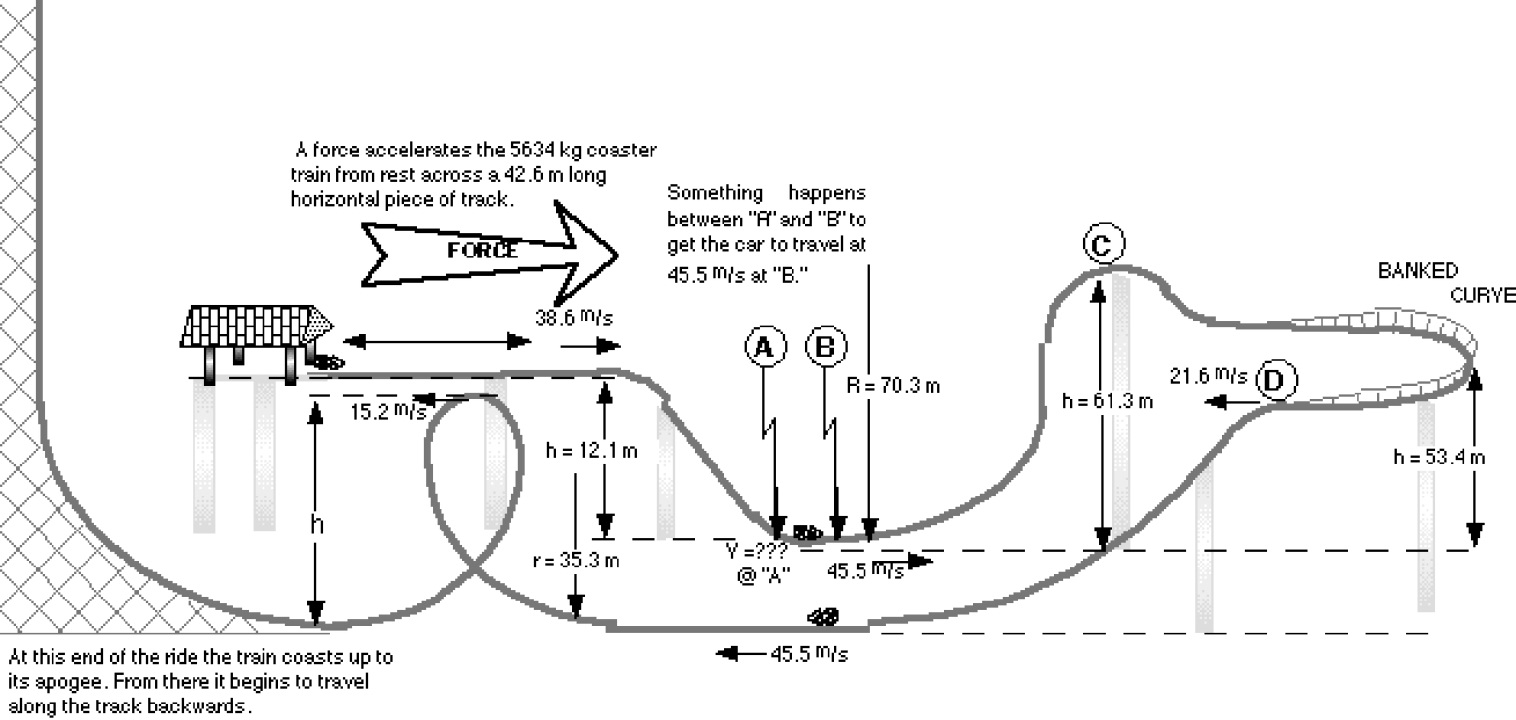 A force accelerates the 5634 kg coaster
train from rest across a 42.6 m long
horizontal piece of track.
FORCE
Something happens
between "A" and "B" to
get the car to travel at
45.5 m/s at "B."
C
BANKED
CURVE
38.6 m/s
A
B
R = 70.3 m
21.6 m/s
D
15.2 m/s
h = 61.3 m
h = 12.1 m
h = 53.4 m
h
r = 35.3 m
V = ???
@ "A"
45.5 m/s
45.5 m/s
At this end of the ride the train coasts up to
its apogee. From there it begins to travel
along the track backwards.